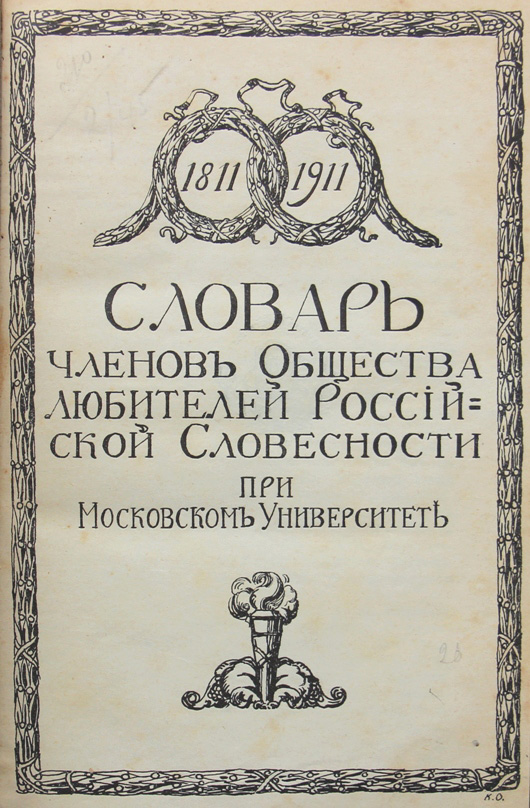 1811 1911
СЛОВАРЬ
ЧЛЕНОВЪ ОБЩЕСТВА
ЛЮБИТЕЛЕЙ РОССІЙ=
СКОЙ СЛОВЕСНОСТИ
ПРИ
МОСКОВСКОМЪ УНИВЕРСИТЕТѢ
К.О.